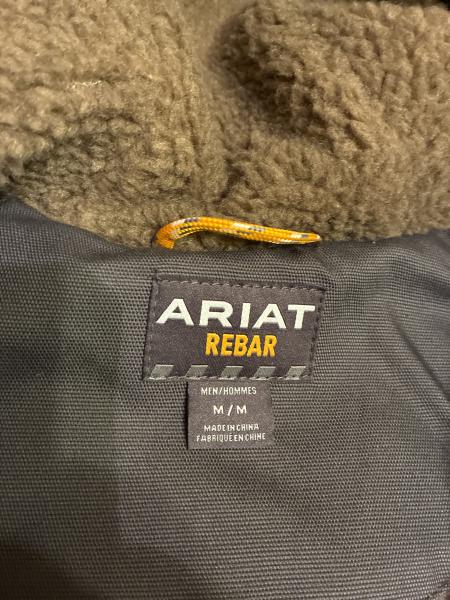 ARIAT
REBAR
MEN/HOMMES
M / M
MADE IN CHINA
FABRIQUE EN CHINE